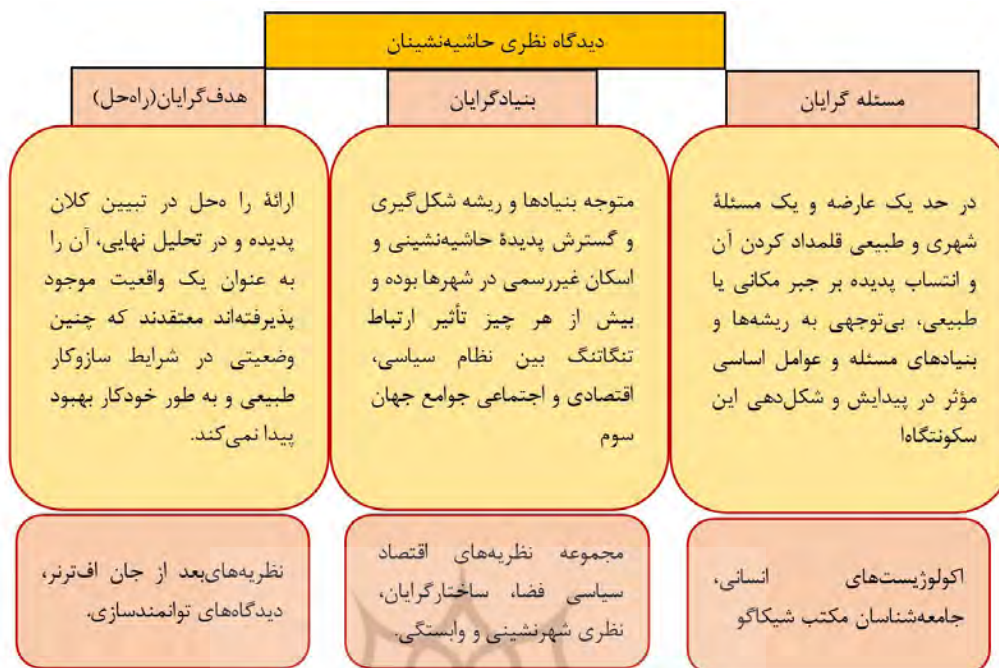 دیدگاه نظری حاشیه‌نشینان
مسئله گرایان
در حد یک عارضه و یک مسئلهٔ
شهری و طبیعی قلمداد کردن آن
و انتساب پدیده بر جبر مکانی یا
طبیعی، بی‌توجهی به ریشه‌ها و
بنیادهای مسئله و عوامل اساسی
مؤثر در پیدایش و شکل‌دهی این
سکونتگاه‌ا
اکولوژیست‌های انسانی،
جامعه‌شناسان مکتب شیکاگو
بنیادگرایان
متوجه بنیادها و ریشه شکل‌گیری
و گسترش پدیدهٔ حاشیه‌نشینی و
اسکان غیررسمی در شهرها بوده و
بیش از هر چیز تأثیر ارتباط
تنگاتنگ بین نظام سیاسی،
اقتصادی و اجتماعی جوامع جهان
سوم
مجموعه نظریه‌های اقتصاد
سیاسی فضا، ساختارگرایان،
نظری شهرنشینی و وابستگی.
هدف‌گرایان(راه‌حل)
ارائهٔ را ه‌حل در تبیین کلان
پدیده و در تحلیل نهایی، آن را
به عنوان یک واقعیت موجود
پذیرفته‌اند معتقدند که چنین
وضعیتی در شرایط سازوکار
طبیعی و به طور خودکار بهبود
پیدا نمی‌کند.
نظریه‌های‌بعد از جان اف‌ترنر،
دیدگاه‌های توانمندسازی.